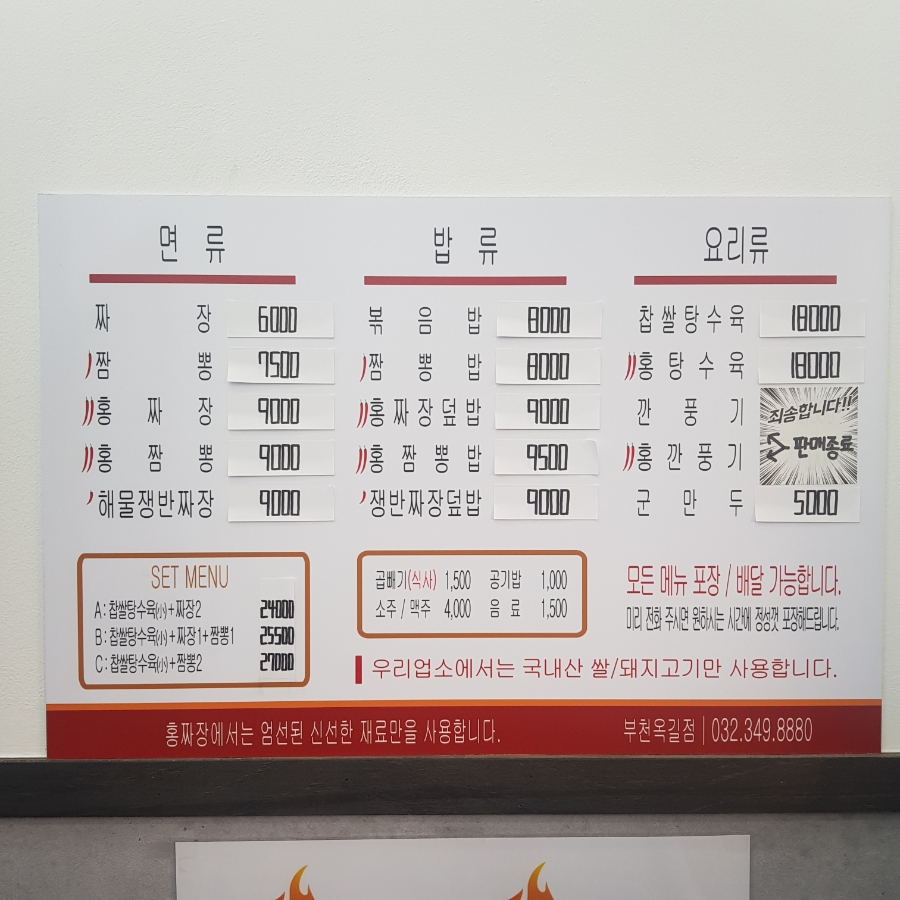 면 류
짜 장 6000
짬 뽕 7500
홍 짜 장 9000
홍 짬 뽕 9000
해물쟁반짜장 9000
밥 류
볶 음 밥 8000
짬 뽕 밥 8000
홍짜장덮밥 9000
홍짬뽕밥 9500
쟁반짜장덮밥 9000
요리류
찹쌀탕수육 18000
홍탕수육 18000
깐 풍 기
홍깐풍기
죄송합니다!!
판매종료
군 만 두 5000
SET MENU
A : 찹쌀탕수육(小)+짜장2 24000
B : 찹쌀탕수육(小)+짜장1+짬뽕1 25500
C : 찹쌀탕수육(小)+짬뽕2 27000
곱빼기(식사) 1,500 공기밥 1,000
소주 / 맥주 4,000 음 료 1,500
모든 메뉴 포장 / 배달 가능합니다.
미리 전화 주시면 원하시는 시간에 정성껏 포장해드립니다.
우리업소에서는 국내산 쌀/돼지고기만 사용합니다.
홍짜장에서는 엄선된 신선한 재료만을 사용합니다.
부천옥길점 | 032.349.8880